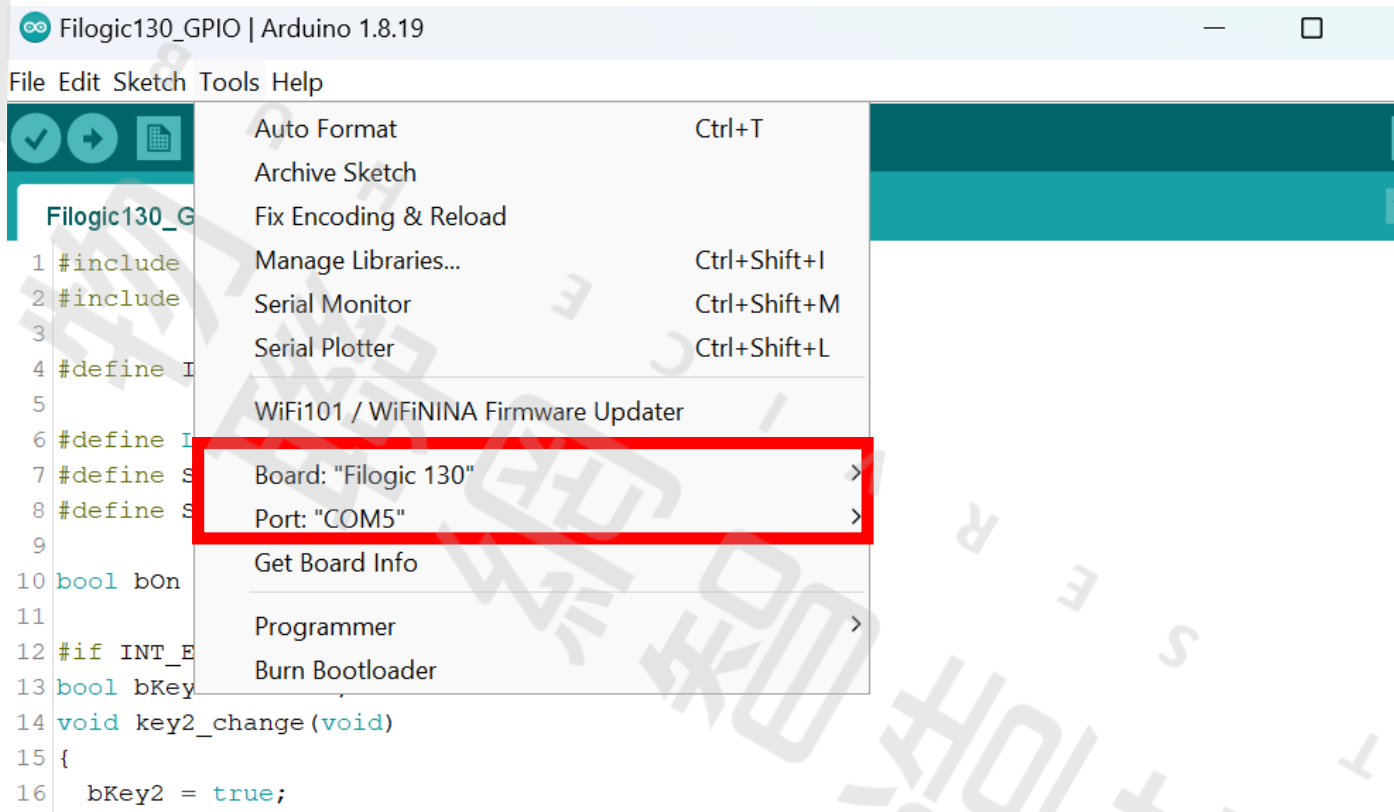 Filogic130_GPIO | Arduino 1.8.19
File Edit Sketch Tools Help
Auto Format Ctrl+T
Archive Sketch
Fix Encoding & Reload
Manage Libraries... Ctrl+Shift+I
Serial Monitor Ctrl+Shift+M
Serial Plotter Ctrl+Shift+L
WiFi101 / WiFiNINA Firmware Updater
Board: "Filogic 130"
Port: "COM5"
Get Board Info
Programmer
Burn Bootloader
Filogic130_G
1 #include
2 #include
3
4 #define I
5
6 #define I
7 #define S
8 #define S
9
10 bool bOn
11
12 #if INT_E
13 bool bKey
14 void key2_change(void)
15 {
16 bKey2 = true;